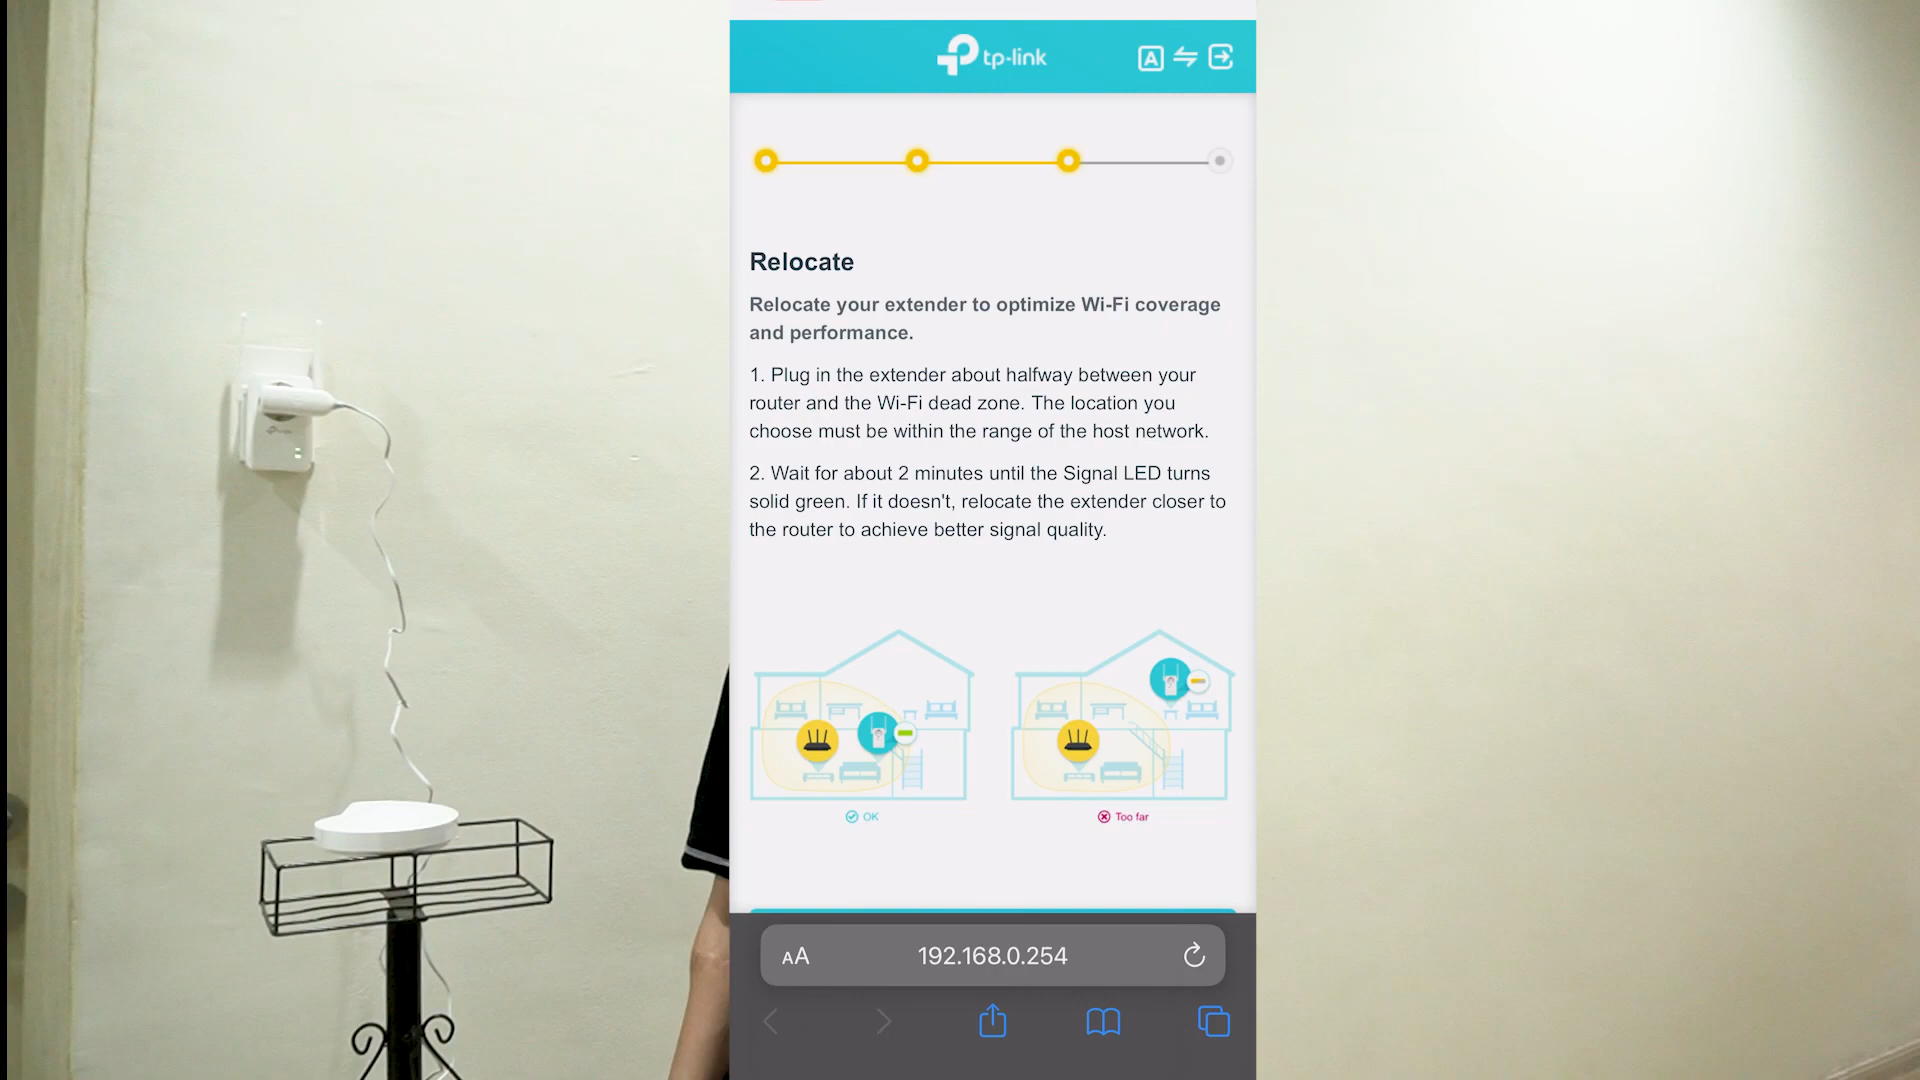 tp-link
A
Relocate
Relocate your extender to optimize Wi-Fi coverage
and performance.
1. Plug in the extender about halfway between your
router and the Wi-Fi dead zone. The location you
choose must be within the range of the host network.
2. Wait for about 2 minutes until the Signal LED turns
solid green. If it doesn't, relocate the extender closer to
the router to achieve better signal quality.
OK
Too far
AA
192.168.0.254